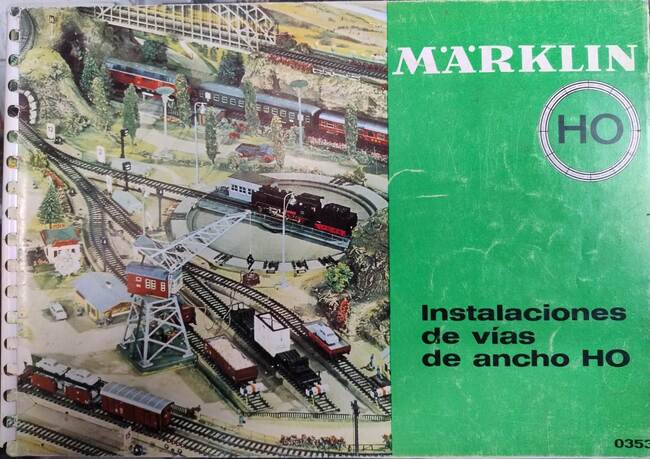 MÄRKLIN
HO
Instalaciones
de vías
de ancho HO
0353